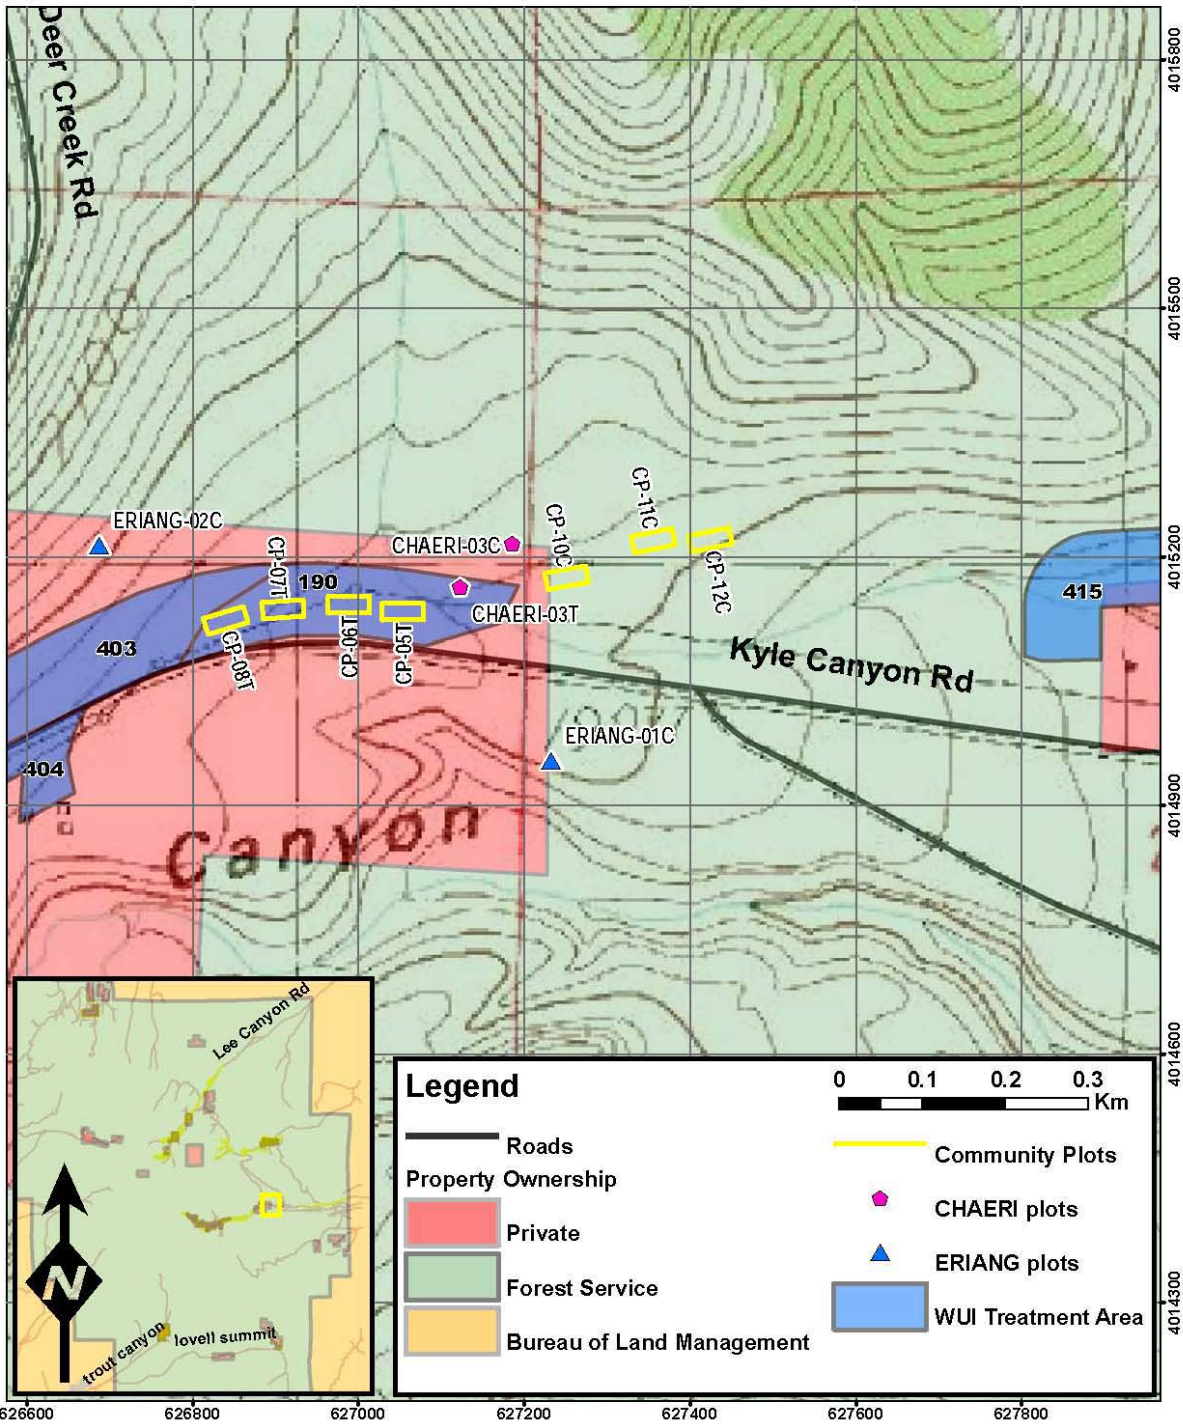 Deer Creek Rd
4015800
4015500
ERIANG-02C
CHAERI-03C
CP-11C
CP-10C
CP-12C
4015200
CP-07T
190
CHAERI-03T
415
403
CP-08T
CP-06T
CP-05T
Kyle Canyon Rd
ERIANG-01C
404
4014900
Canyon
Lee Canyon Rd
trout canyon
lovell summit
N
4014600
Legend
Roads
Property Ownership
Private
Forest Service
Bureau of Land Management
0 0.1 0.2 0.3
Km
Community Plots
CHAERI plots
ERIANG plots
WUI Treatment Area
4014300
626600 626800 627000 627200 627400 627600 627800